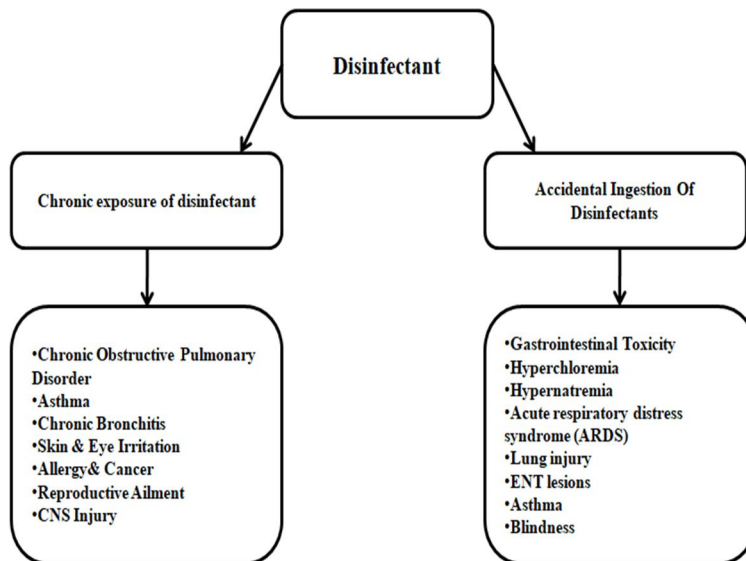 Disinfectant
Chronic exposure of disinfectant
Accidental Ingestion Of
Disinfectants
•Chronic Obstructive Pulmonary
Disorder
•Asthma
•Chronic Bronchitis
•Skin & Eye Irritation
•Allergy& Cancer
•Reproductive Ailment
•CNS Injury
•Gastrointestinal Toxicity
•Hyperchloremia
•Hypernatremia
•Acute respiratory distress
syndrome (ARDS)
•Lung injury
•ENT lesions
•Asthma
•Blindness